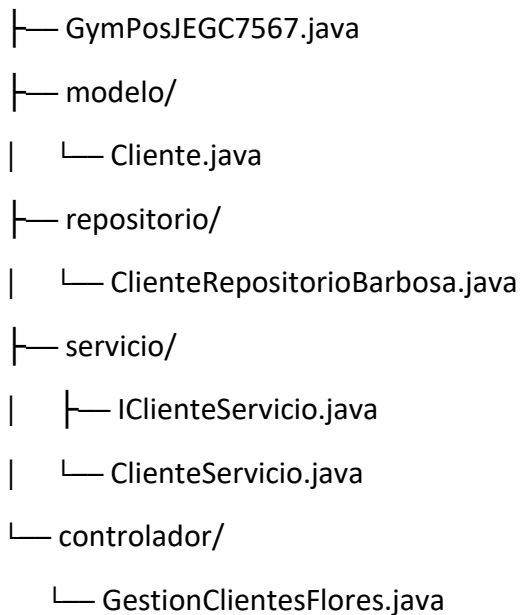 ├── GymPosJEGC7567.java
├── modelo/
│   └── Cliente.java
├── repositorio/
│   └── ClienteRepositorioBarbosa.java
├── servicio/
│   ├── IClienteServicio.java
│   └── ClienteServicio.java
└── controlador/
    └── GestionClientesFlores.java